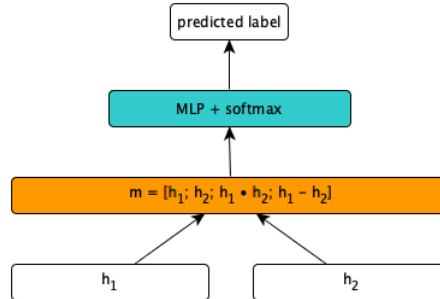 predicted label
MLP + softmax
m = [h₁; h₂; h₁ • h₂; h₁ − h₂]
h₁
h₂